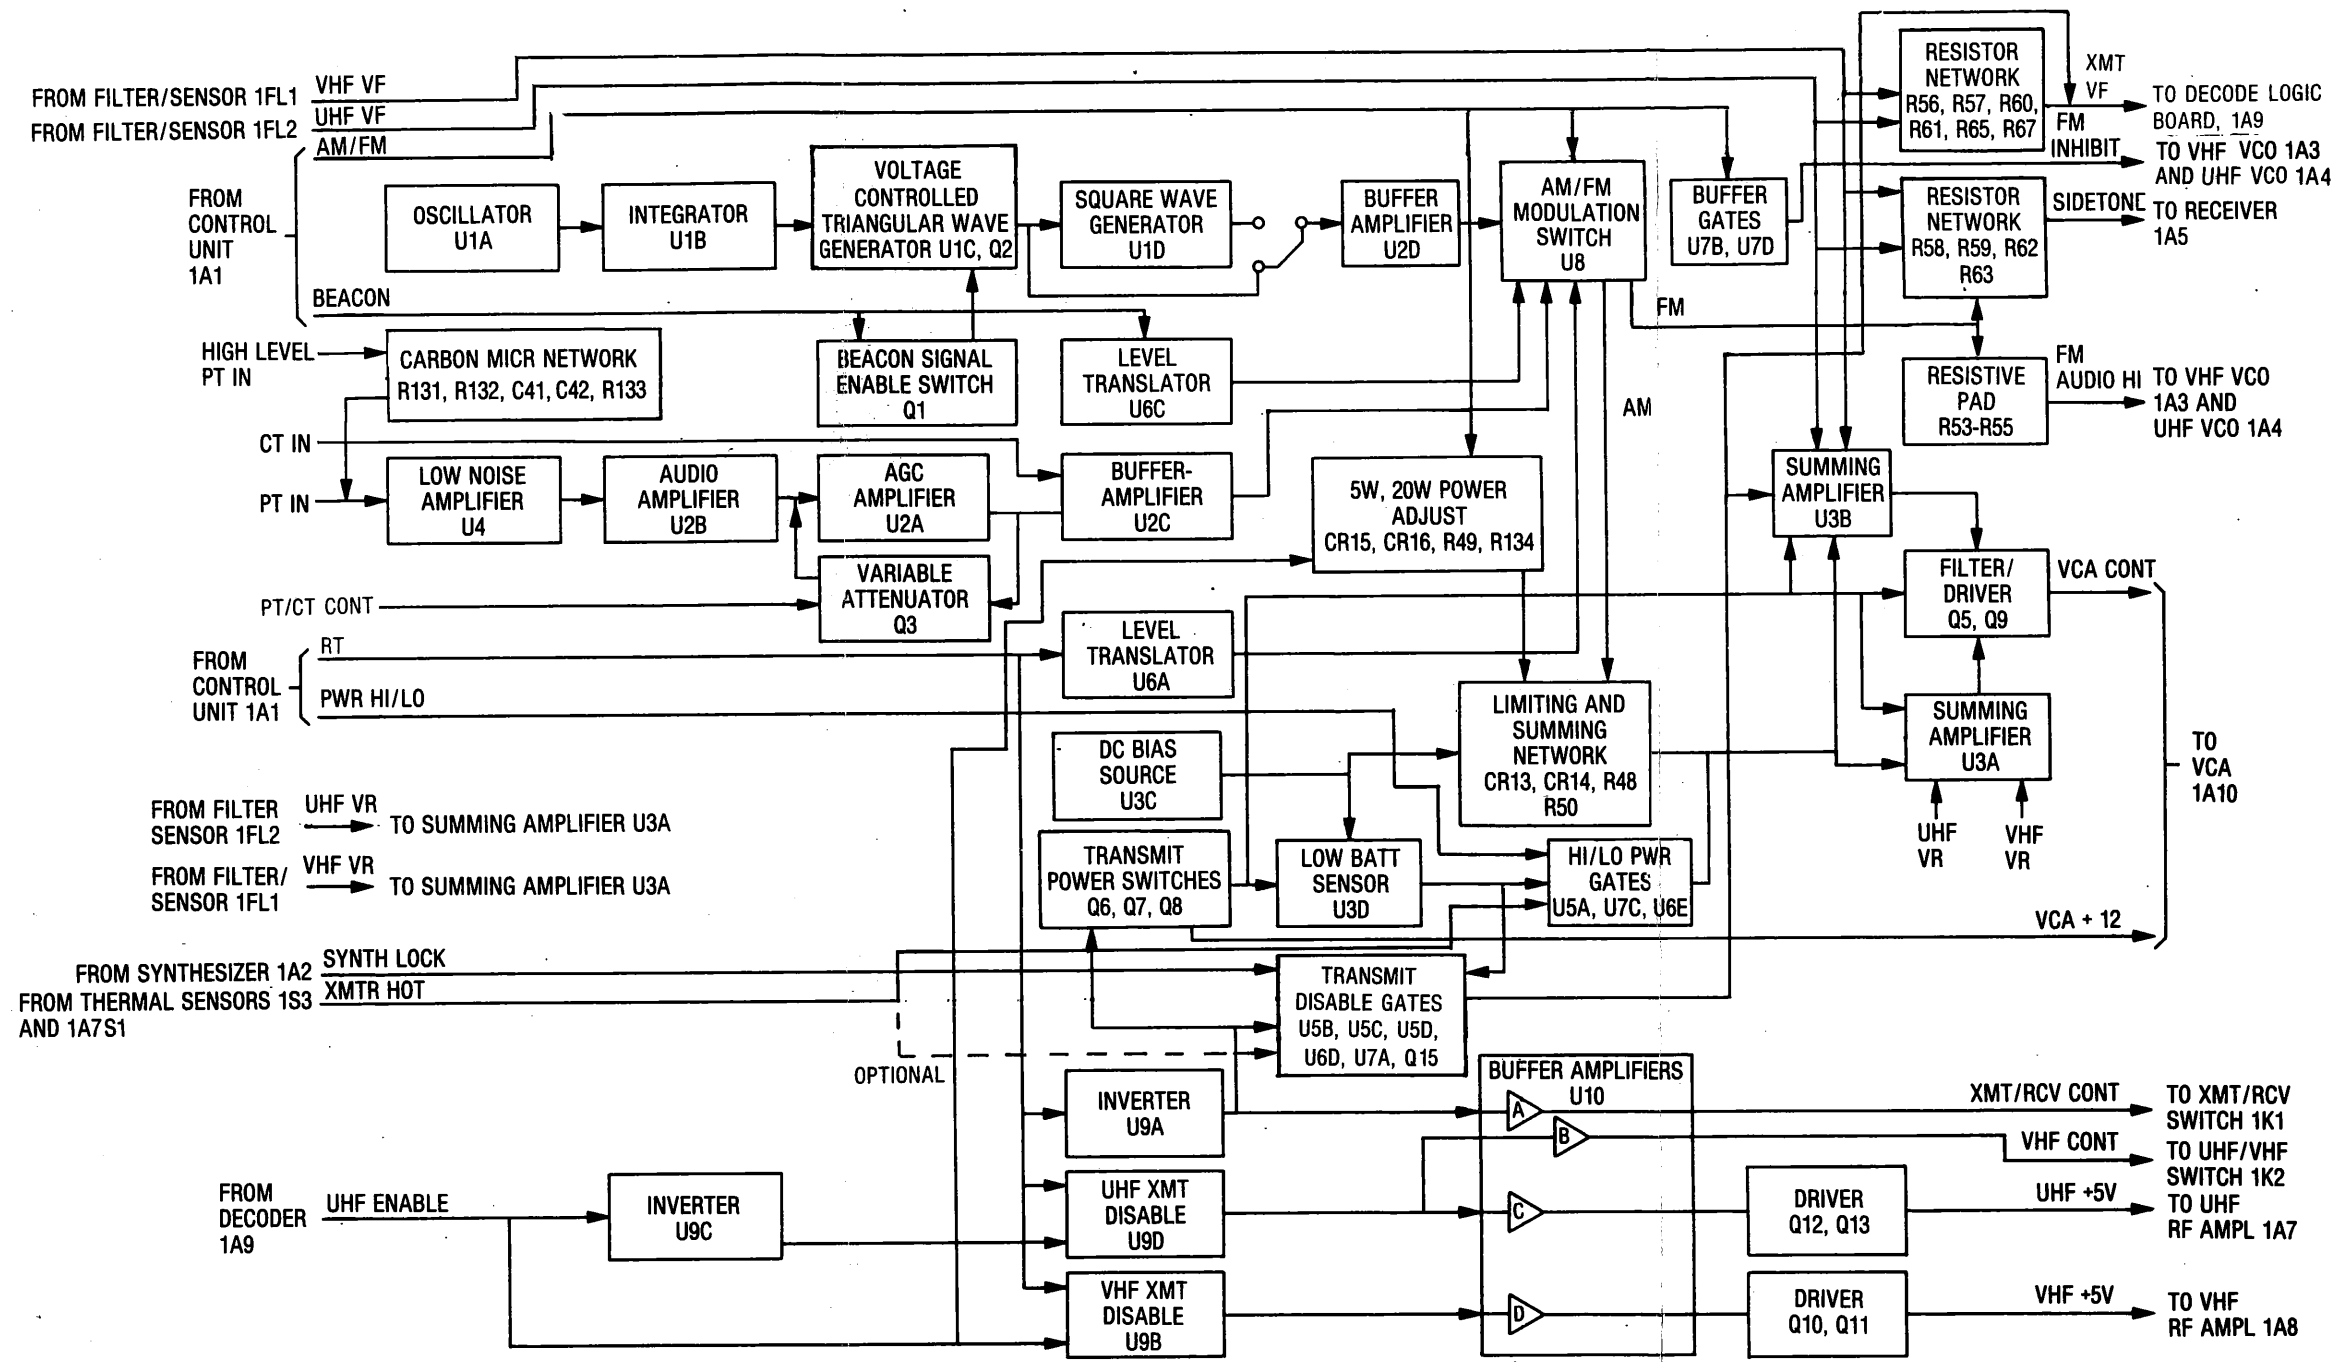 FROM FILTER/SENSOR 1FL1
VHF VF
FROM FILTER/SENSOR 1FL2
UHF VF
AM/FM
FROM
CONTROL
UNIT
1A1
OSCILLATOR
U1A
INTEGRATOR
U1B
VOLTAGE
CONTROLLED
TRIANGULAR WAVE
GENERATOR U1C, Q2
SQUARE WAVE
GENERATOR
U1D
BUFFER
AMPLIFIER
U2D
AM/FM
MODULATION
SWITCH
U8
BUFFER
GATES
U7B, U7D
RESISTOR
NETWORK
R56, R57, R60,
R61, R65, R67
XMT
VF
TO DECODE LOGIC
BOARD, 1A9
FM
INHIBIT
TO VHF VCO 1A3
AND UHF VCO 1A4
RESISTOR
NETWORK
R58, R59, R62
R63
SIDETONE
TO RECEIVER
1A5
BEACON
HIGH LEVEL
PT IN
CARBON MICR NETWORK
R131, R132, C41, C42, R133
BEACON SIGNAL
ENABLE SWITCH
Q1
LEVEL
TRANSLATOR
U6C
FM
AM
RESISTIVE
PAD
R53-R55
FM
AUDIO HI
TO VHF VCO
1A3 AND
UHF VCO 1A4
CT IN
PT IN
LOW NOISE
AMPLIFIER
U4
AUDIO
AMPLIFIER
U2B
AGC
AMPLIFIER
U2A
BUFFER-
AMPLIFIER
U2C
5W, 20W POWER
ADJUST
CR15, CR16, R49, R134
SUMMING
AMPLIFIER
U3B
PT/CT CONT
VARIABLE
ATTENUATOR
Q3
FILTER/
DRIVER
Q5, Q9
VCA CONT
FROM
CONTROL
UNIT 1A1
RT
PWR HI/LO
LEVEL
TRANSLATOR
U6A
DC BIAS
SOURCE
U3C
LIMITING AND
SUMMING
NETWORK
CR13, CR14, R48
R50
SUMMING
AMPLIFIER
U3A
UHF
VR
VHF
VR
TO
VCA
1A10
FROM FILTER
SENSOR 1FL2
UHF VR
TO SUMMING AMPLIFIER U3A
FROM FILTER/
SENSOR 1FL1
VHF VR
TO SUMMING AMPLIFIER U3A
TRANSMIT
POWER SWITCHES
Q6, Q7, Q8
LOW BATT
SENSOR
U3D
HI/LO PWR
GATES
U5A, U7C, U6E
VCA + 12
FROM SYNTHESIZER 1A2
SYNTH LOCK
FROM THERMAL SENSORS 1S3
AND 1A7S1
XMTR HOT
OPTIONAL
TRANSMIT
DISABLE GATES
U5B, U5C, U5D,
U6D, U7A, Q15
INVERTER
U9A
BUFFER AMPLIFIERS
U10
A
B
C
D
XMT/RCV CONT
TO XMT/RCV
SWITCH 1K1
VHF CONT
TO UHF/VHF
SWITCH 1K2
FROM
DECODER
1A9
UHF ENABLE
INVERTER
U9C
UHF XMT
DISABLE
U9D
DRIVER
Q12, Q13
UHF +5V
TO UHF
RF AMPL 1A7
VHF XMT
DISABLE
U9B
DRIVER
Q10, Q11
VHF +5V
TO VHF
RF AMPL 1A8